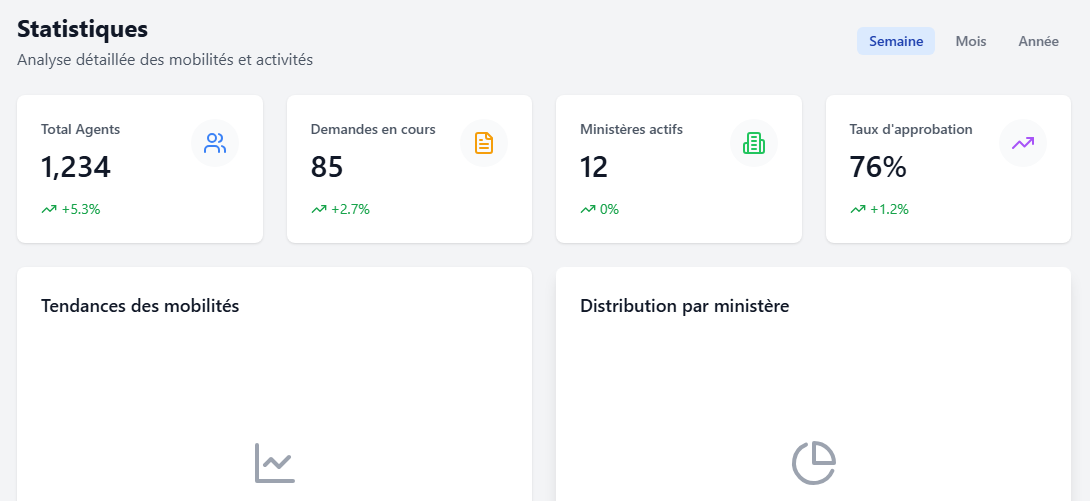 Statistiques
Analyse détaillée des mobilités et activités
Semaine
Mois
Année
Total Agents
1,234
+5.3%
Demandes en cours
85
+2.7%
Ministères actifs
12
0%
Taux d'approbation
76%
+1.2%
Tendances des mobilités
Distribution par ministère